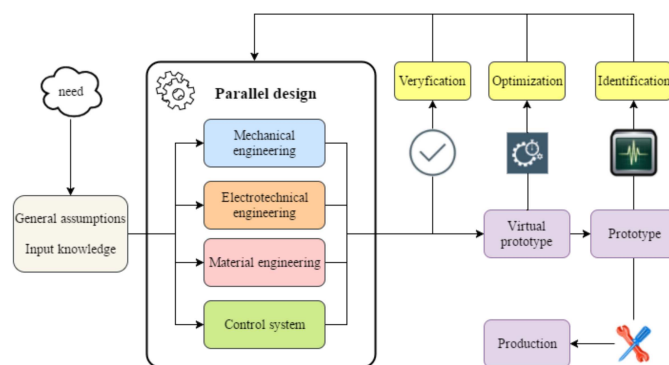 need
General assumptions
Input knowledge
Parallel design
Mechanical
engineering
Electrotechnical
engineering
Material engineering
Control system
Veryfication
Optimization
Identification
Virtual
prototype
Prototype
Production